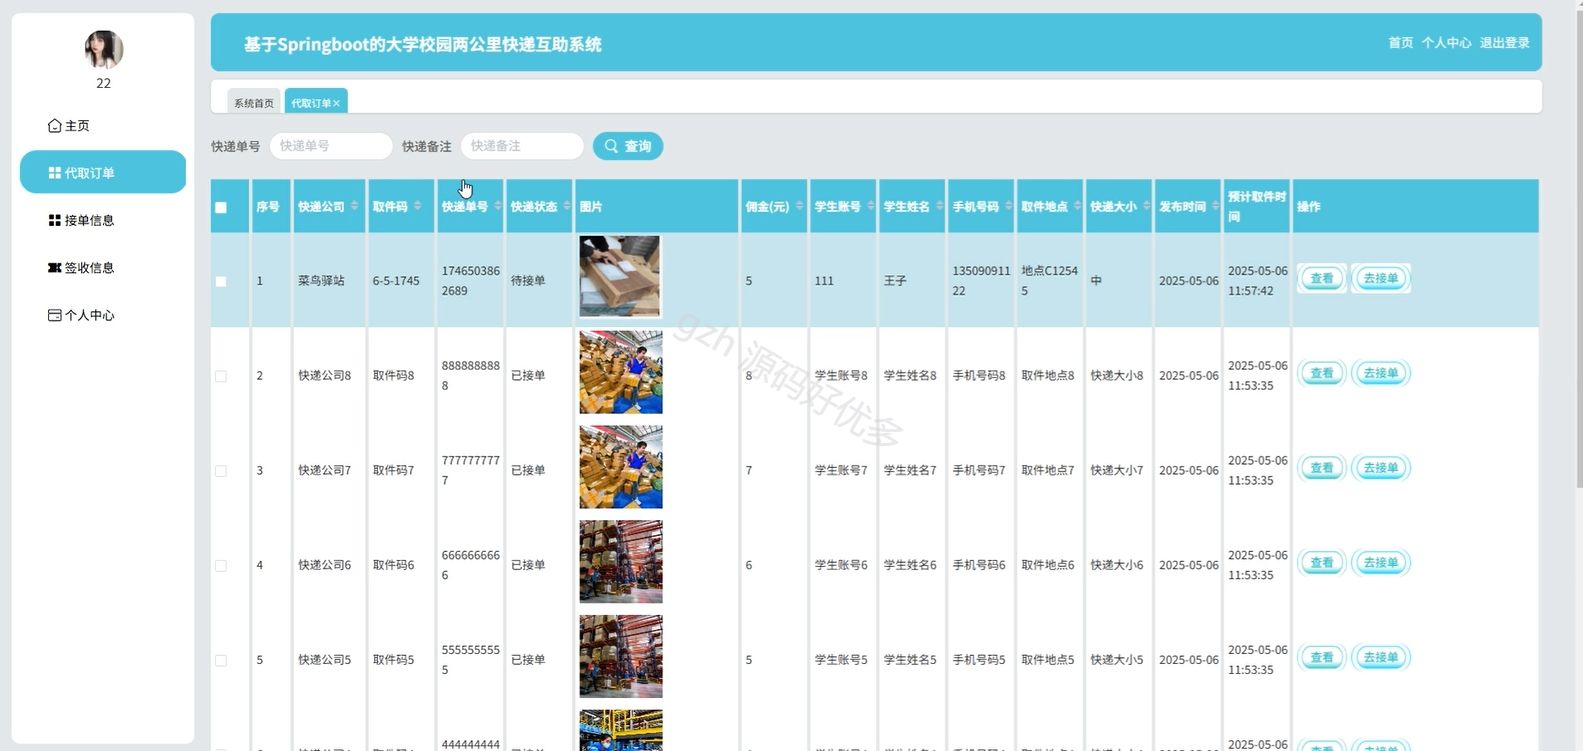 22
主页
代取订单
接单信息
签收信息
个人中心
基于Springboot的大学校园两公里快递互助系统
首页 个人中心 退出登录
系统首页 代取订单×
快递单号 快递单号 快递备注 快递备注 查询
序号 快递公司 取件码 快递单号 快递状态 图片 佣金(元) 学生账号 学生姓名 手机号码 取件地点 快递大小 发布时间 预计取件时间 操作
1 菜鸟驿站 6-5-1745 1746503862689 待接单 5 111 王子 13509091122 地点C12545 中 2025-05-06 2025-05-06 11:57:42 查看 去接单
2 快递公司8 取件码8 8888888888 已接单 8 学生账号8 学生姓名8 手机号码8 取件地点8 快递大小8 2025-05-06 2025-05-06 11:53:35 查看 去接单
3 快递公司7 取件码7 7777777777 已接单 7 学生账号7 学生姓名7 手机号码7 取件地点7 快递大小7 2025-05-06 2025-05-06 11:53:35 查看 去接单
4 快递公司6 取件码6 6666666666 已接单 6 学生账号6 学生姓名6 手机号码6 取件地点6 快递大小6 2025-05-06 2025-05-06 11:53:35 查看 去接单
5 快递公司5 取件码5 5555555555 已接单 5 学生账号5 学生姓名5 手机号码5 取件地点5 快递大小5 2025-05-06 2025-05-06 11:53:35 查看 去接单
444444444 2025-05-06
gzh 源码好优多